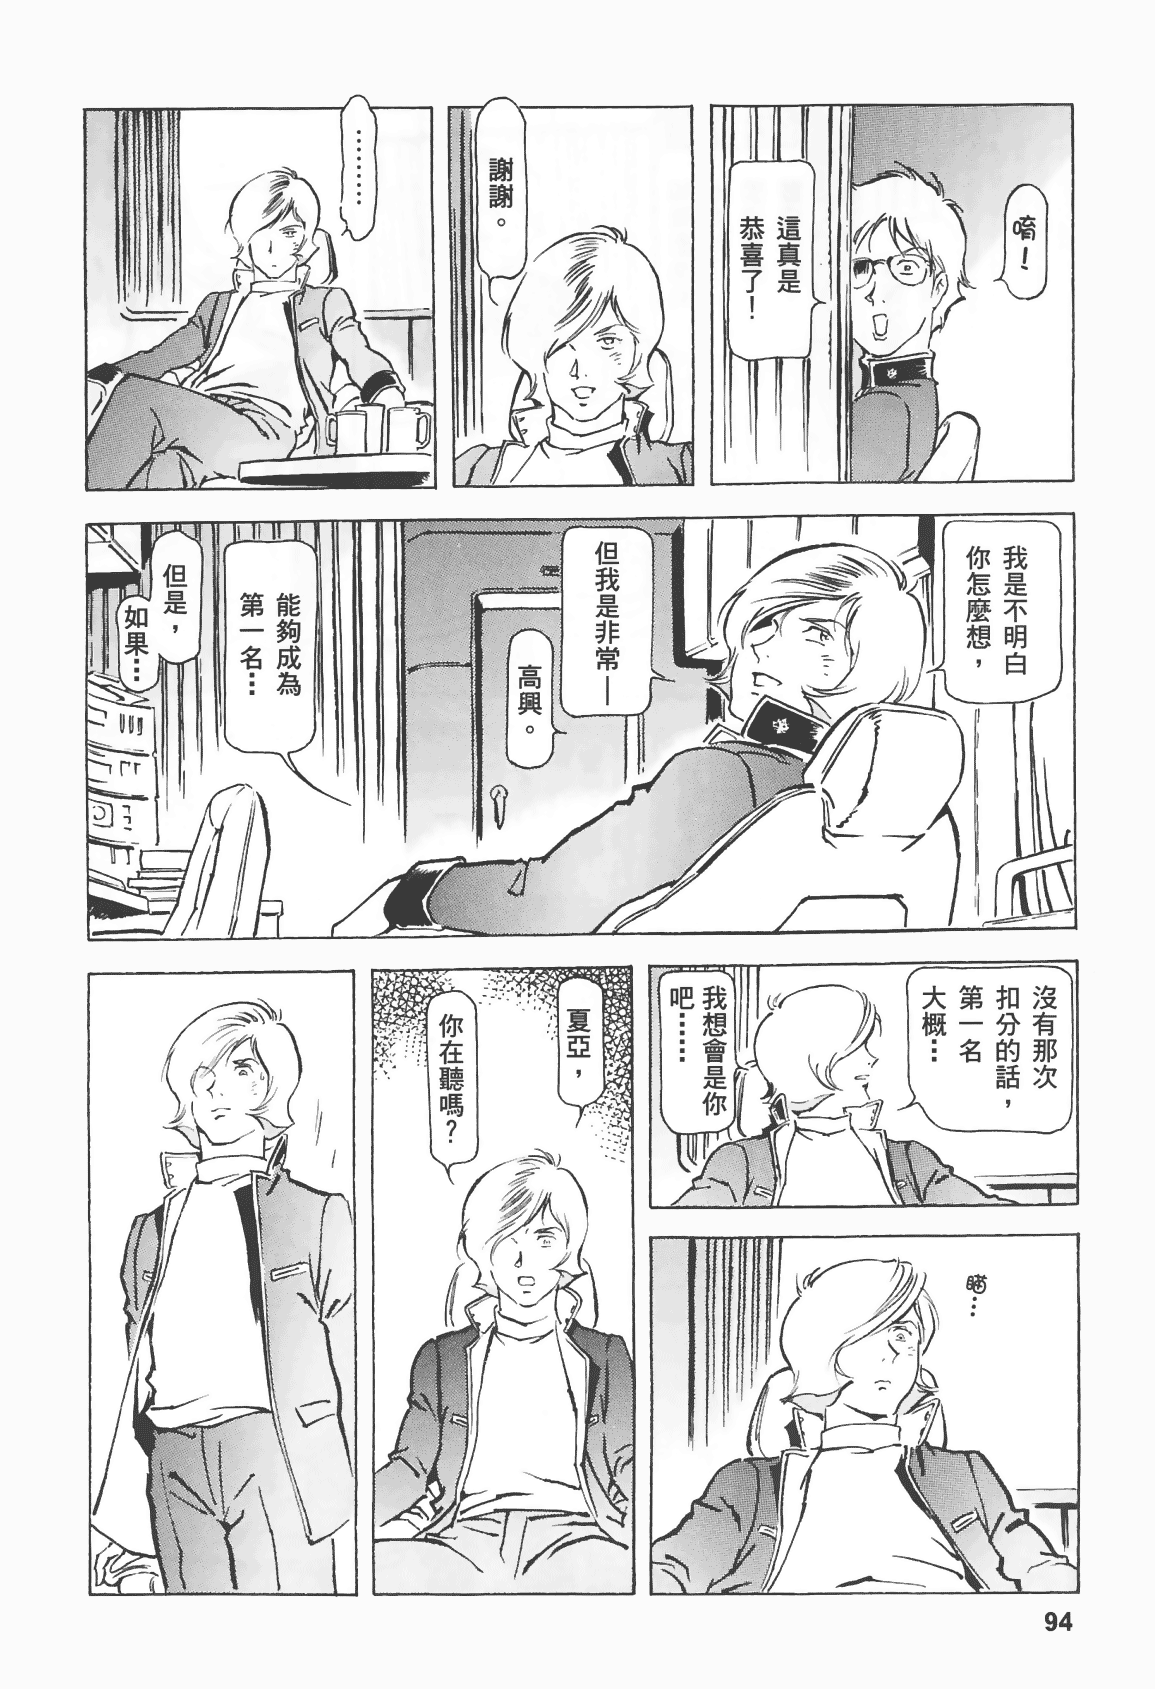 唷！
這真是
恭喜了！
謝謝。
………
我是不明白
你怎麼想，
但我是非常—
高興。
能夠成為
第一名…
但是，
如果…
沒有那次
扣分的話，
第一名
大概…
我想會是你
吧……
瞄…
夏亞，
你在聽嗎？
94